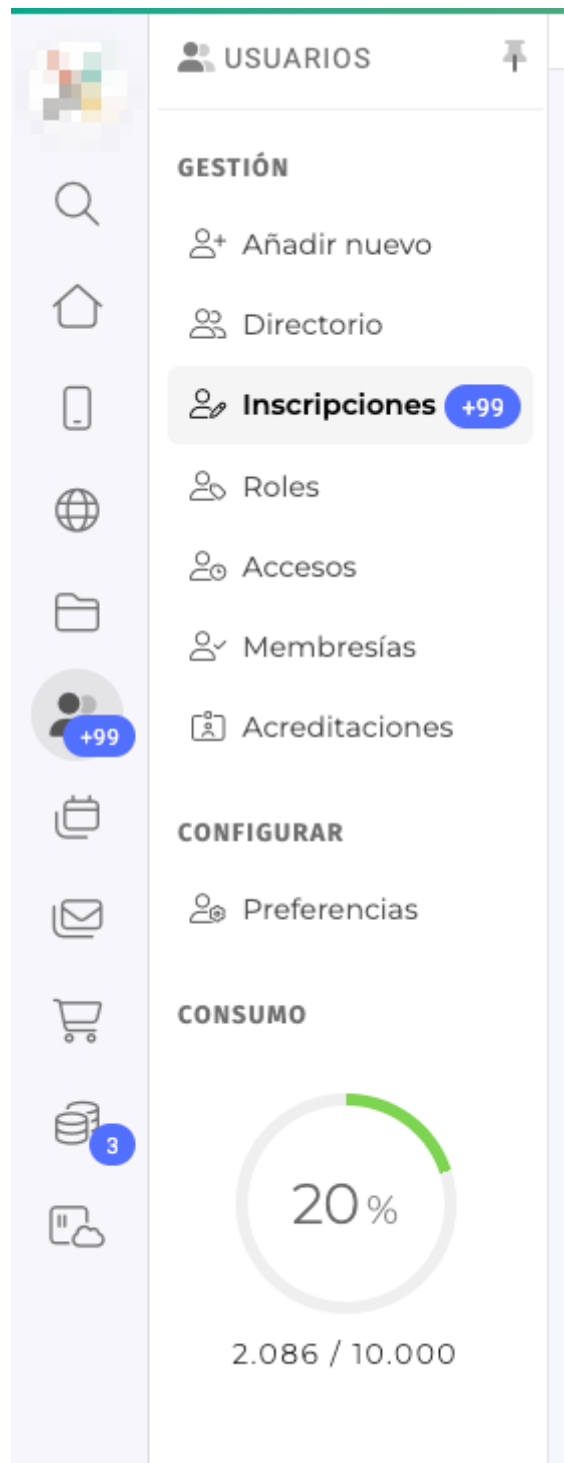 USUARIOS
GESTIÓN
Añadir nuevo
Directorio
Inscripciones +99
Roles
Accesos
Membresías
+99
Acreditaciones
CONFIGURAR
Preferencias
CONSUMO
3
20 %
2.086 / 10.000